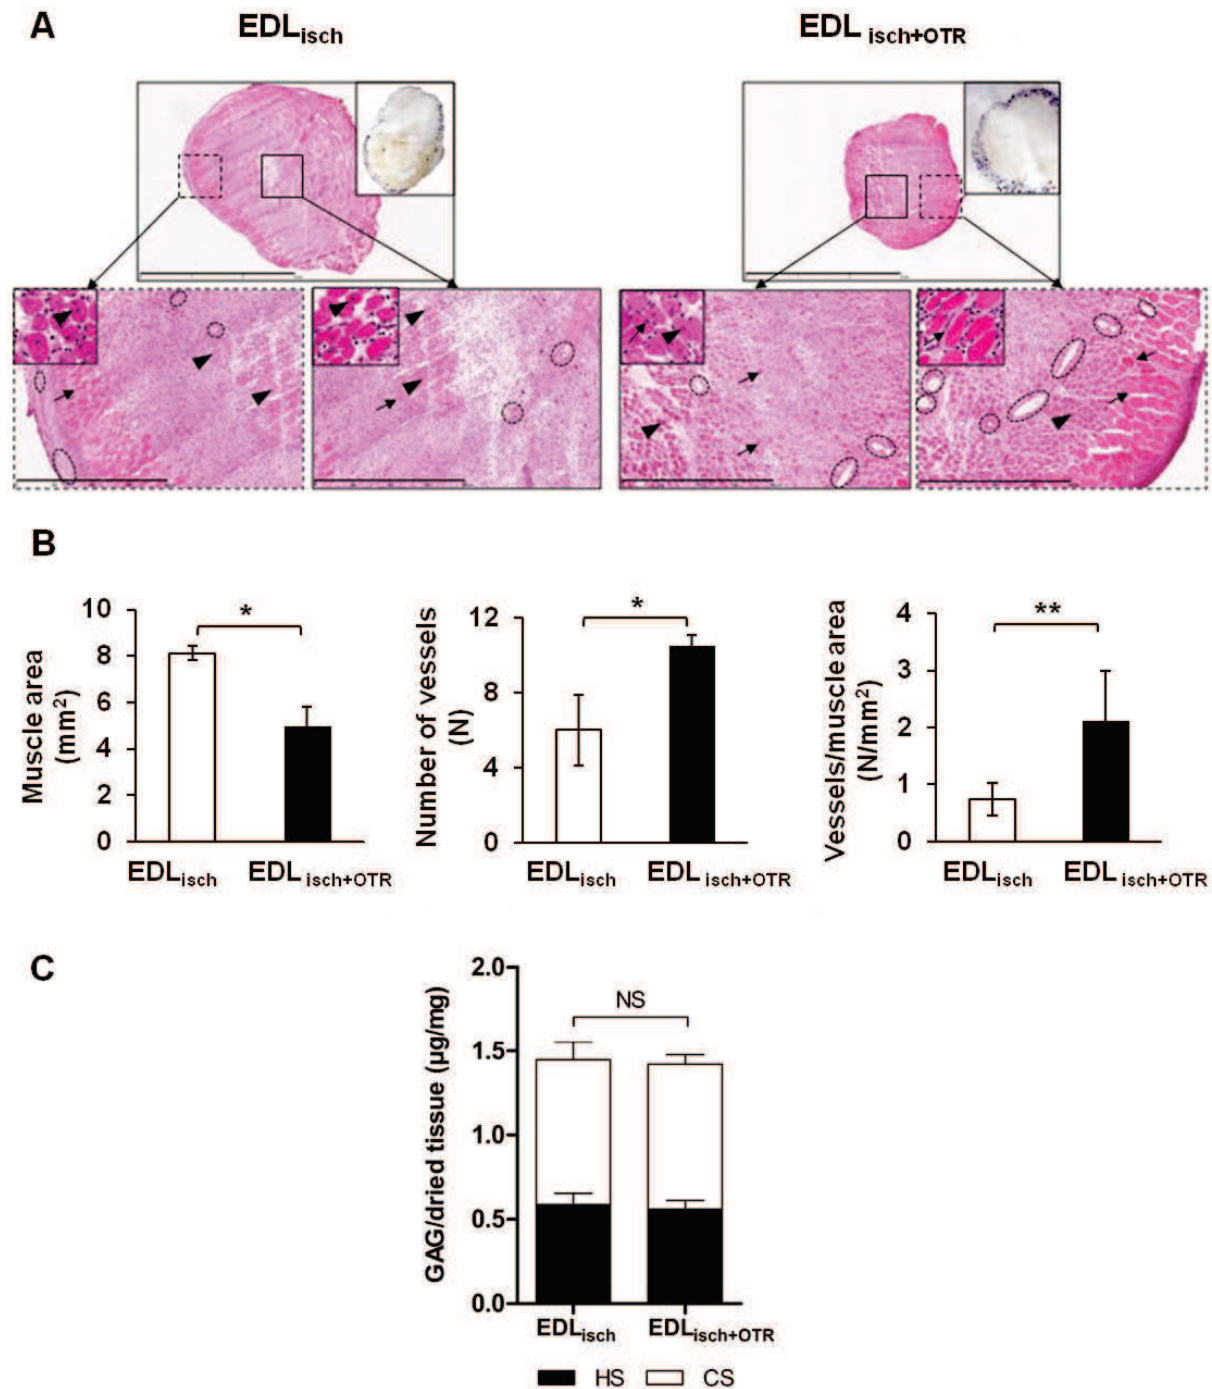 A
EDLisch
EDL isch+OTR
B
Muscle area
(mm²)
10
8
6
4
2
0
*
EDLisch
EDL isch+OTR
Number of vessels
(N)
12
8
4
0
*
EDLisch
EDL isch+OTR
Vessels/muscle area
(N/mm²)
4
3
2
1
0
**
EDLisch
EDL isch+OTR
C
GAG/dried tissue (µg/mg)
2.0
1.5
1.0
0.5
0.0
NS
EDLisch
EDLisch+OTR
HS
CS